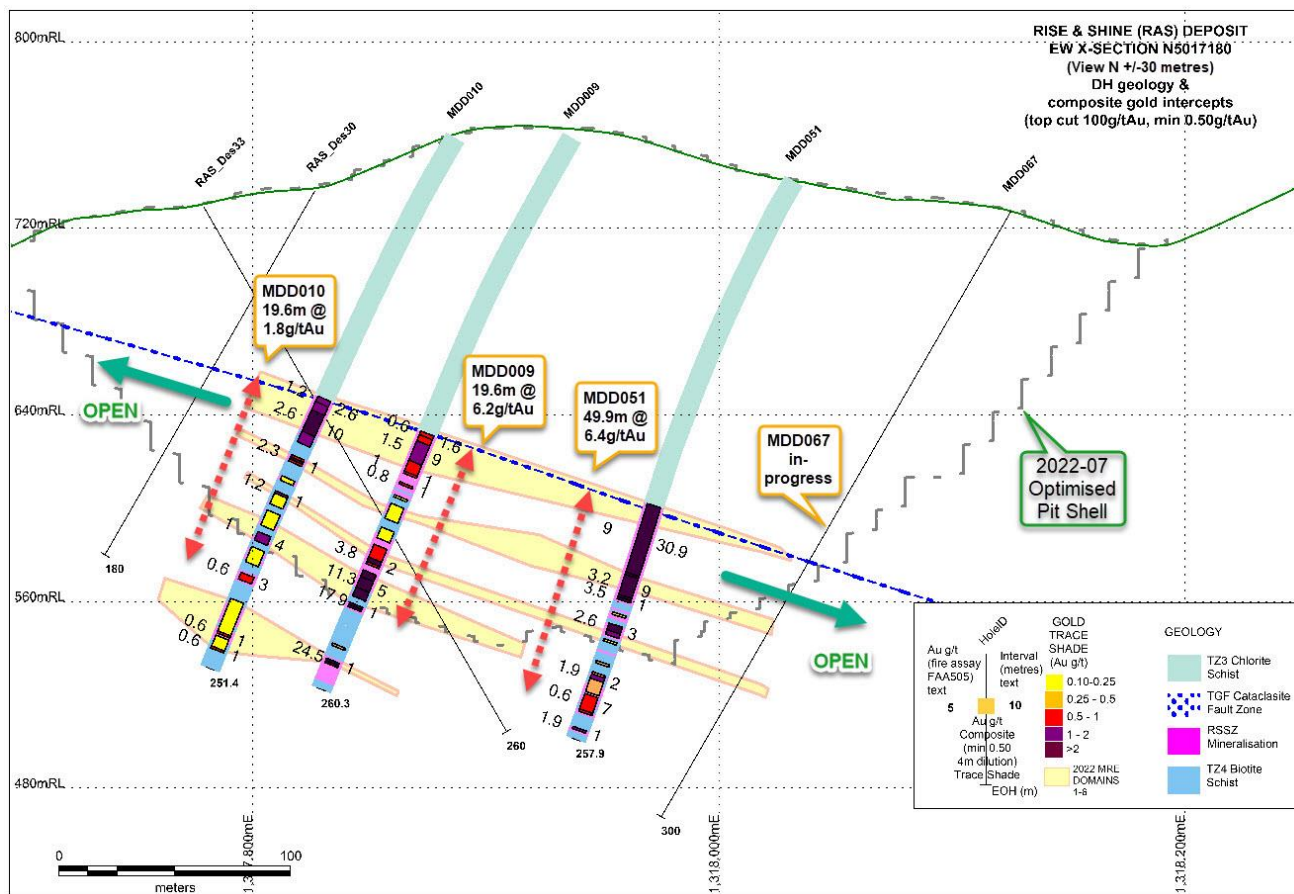 RISE & SHINE (RAS) DEPOSIT
EW X-SECTION N5017180
(View N +/-30 metres)
DH geology &
composite gold intercepts
(top cut 100g/tAu, min 0.50g/tAu)
800mRL
720mRL
640mRL
560mRL
480mRL
RAS_Des33
RAS_Des30
MDD010
MDD009
MDD051
MDD067
MDD010
19.6m @
1.8g/tAu
MDD009
19.6m @
6.2g/tAu
MDD051
49.9m @
6.4g/tAu
MDD067
in-
progress
2022-07
Optimised
Pit Shell
OPEN
OPEN
1.2
2.6
2.6
10
2.3
1
1.2
1
1
4
0.6
3
0.6
1
0.6
1
251.4
0.6
1.6
1.5
9
1
0.8
1
1
3.8
2
11.3
5
17.9
1
24.5
1
260.3
9
30.9
3.2
9
3.5
1
2.6
3
1.9
2
0.6
7
1.9
1
257.9
180
260
300
0
100
meters
1,318,000mE
1,318,200mE
Au g/t
(fire assay
FAA505)
text
5
HoleID
Interval
(metres)
text
10
Au g/t
Composite
(min 0.50
4m dilution)
Trace Shade
EOH (m)
GOLD
TRACE
SHADE
(Au g/t)
0.10-0.25
0.25 - 0.5
0.5 - 1
1 - 2
>2
2022 MRE
DOMAINS
GEOLOGY
TZ3 Chlorite
Schist
TGF Cataclasite
Fault Zone
RSSZ
Mineralisation
TZ4 Biotite
Schist